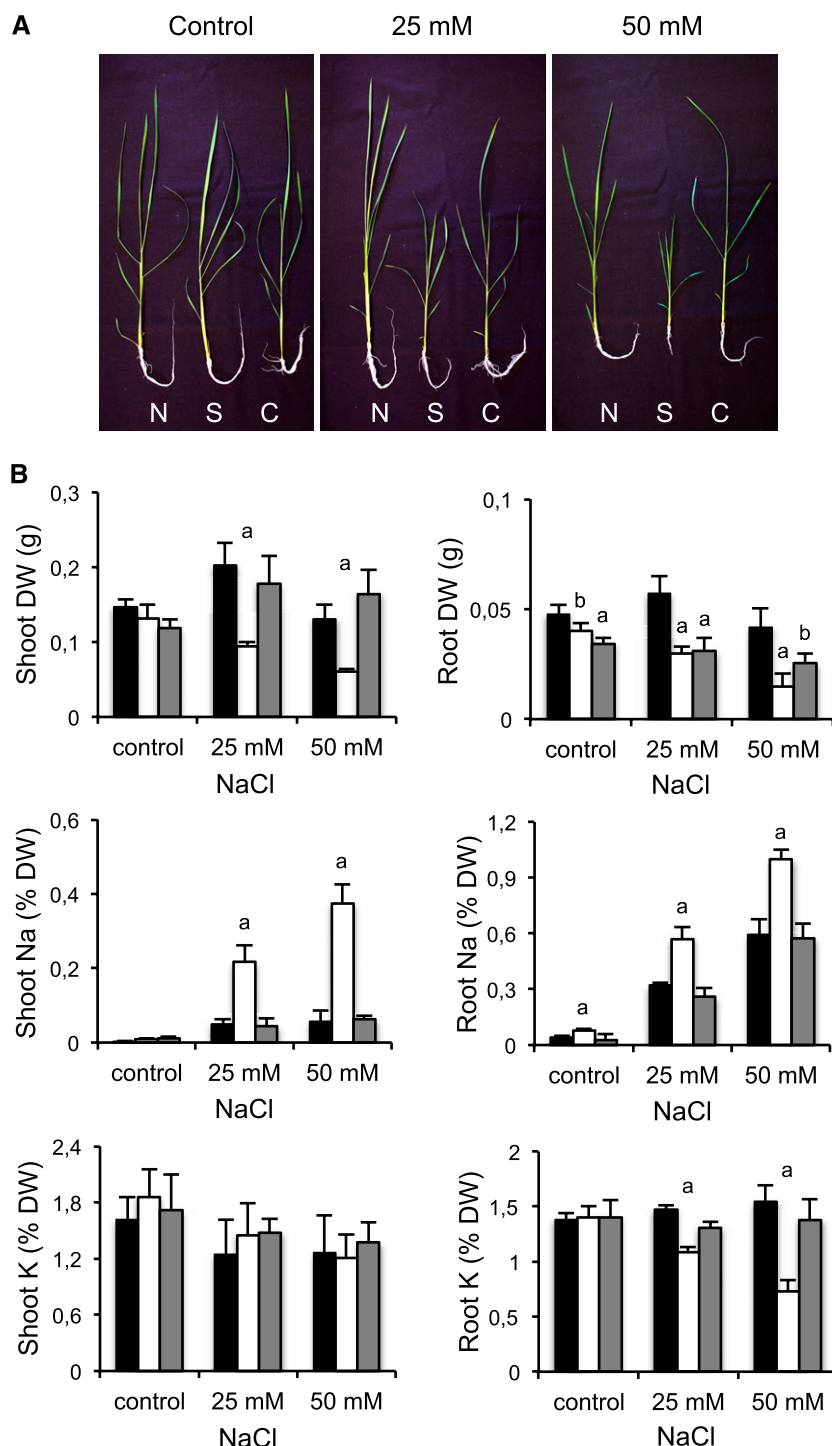 A
Control 25 mM 50 mM
N S C N S C N S C
B
0,3
0,2
0,1
0
Shoot DW (g)
a a
control 25 mM 50 mM
NaCl
0,1
0,05
0
Root DW (g)
b a a a a b
control 25 mM 50 mM
NaCl
0,6
0,4
0,2
0
Shoot Na (% DW)
a a
control 25 mM 50 mM
NaCl
1,2
0,9
0,6
0,3
0
Root Na (% DW)
a a a
control 25 mM 50 mM
NaCl
2,4
1,8
1,2
0,6
0
Shoot K (% DW)
control 25 mM 50 mM
NaCl
2
1,5
1
0,5
0
Root K (% DW)
a a
control 25 mM 50 mM
NaCl